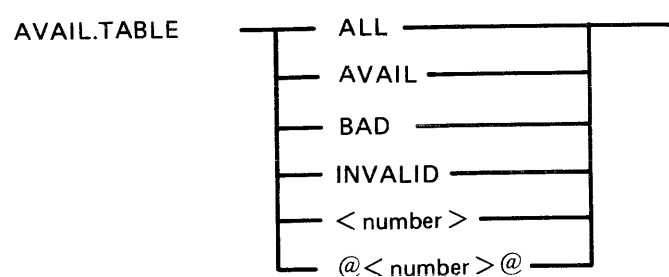 AVAIL.TABLE ALL
AVAIL
BAD
INVALID
< number >
@< number >@